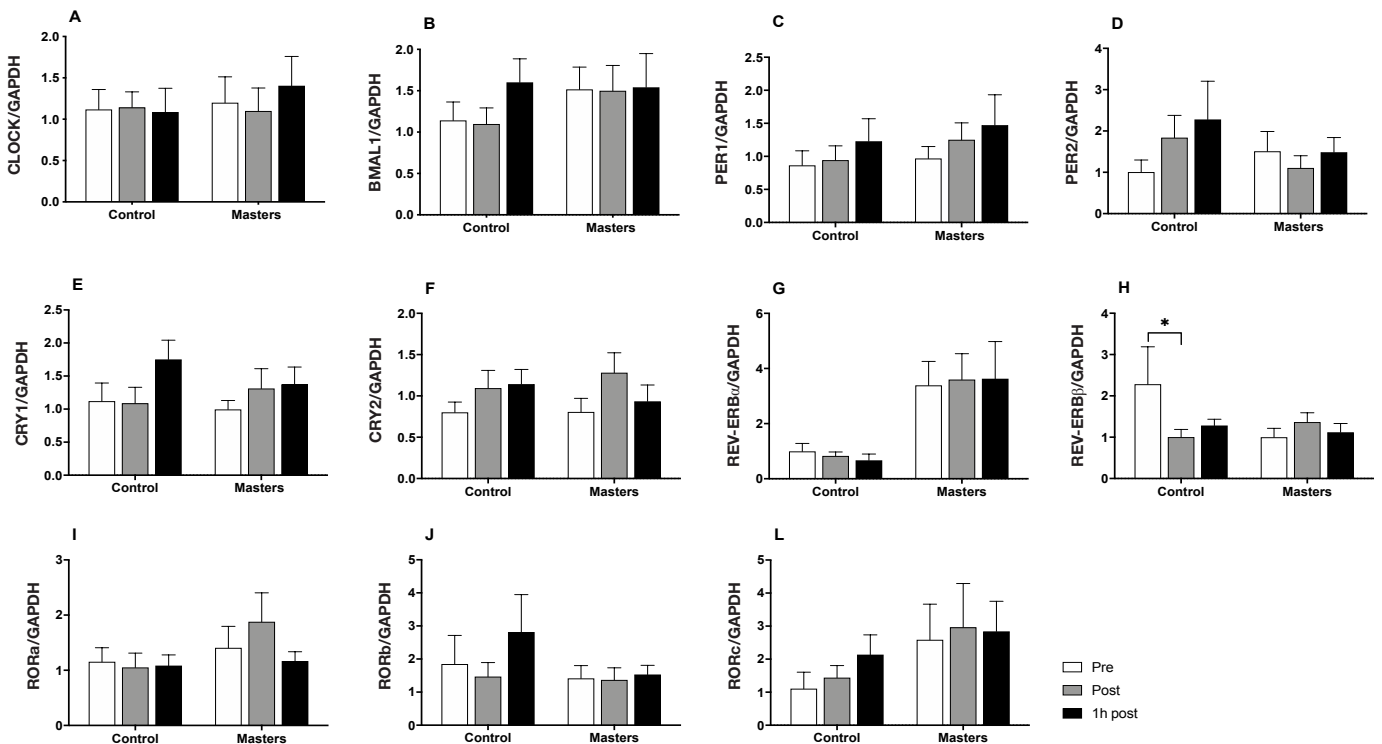 A
CLOCK/GAPDH
2.0
1.5
1.0
0.5
0.0
Control
Masters
B
BMAL1/GAPDH
2.0
1.5
1.0
0.5
0.0
Control
Masters
C
PER1/GAPDH
2.5
2.0
1.5
1.0
0.5
0.0
Control
Masters
D
PER2/GAPDH
4
3
2
1
0
Control
Masters
E
CRY1/GAPDH
2.5
2.0
1.5
1.0
0.5
0.0
Control
Masters
F
CRY2/GAPDH
2.0
1.5
1.0
0.5
0.0
Control
Masters
G
REV-ERBα/GAPDH
6
4
2
0
Control
Masters
H
REV-ERBβ/GAPDH
4
3
2
1
0
*
Control
Masters
I
RORa/GAPDH
3
2
1
0
Control
Masters
J
RORb/GAPDH
5
4
3
2
1
0
Control
Masters
L
RORc/GAPDH
5
4
3
2
1
0
Control
Masters
Pre
Post
1h post